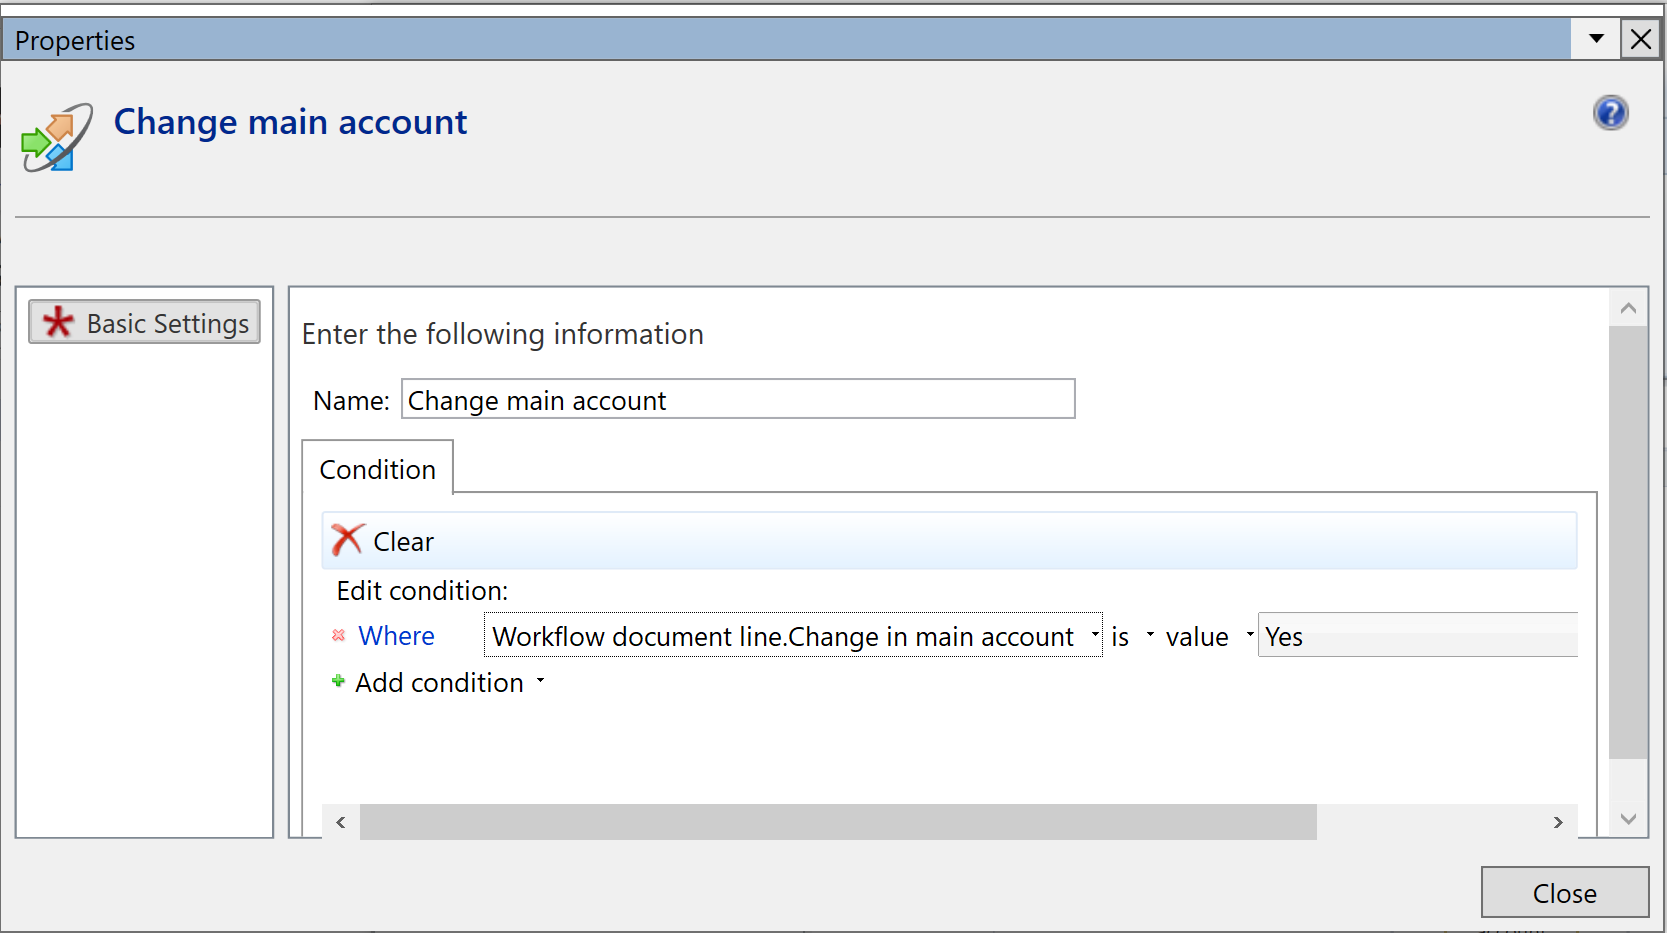 Properties
Change main account
Basic Settings
Enter the following information
Name: Change main account
Condition
Clear
Edit condition:
Where Workflow document line.Change in main account is value Yes
Add condition
Close